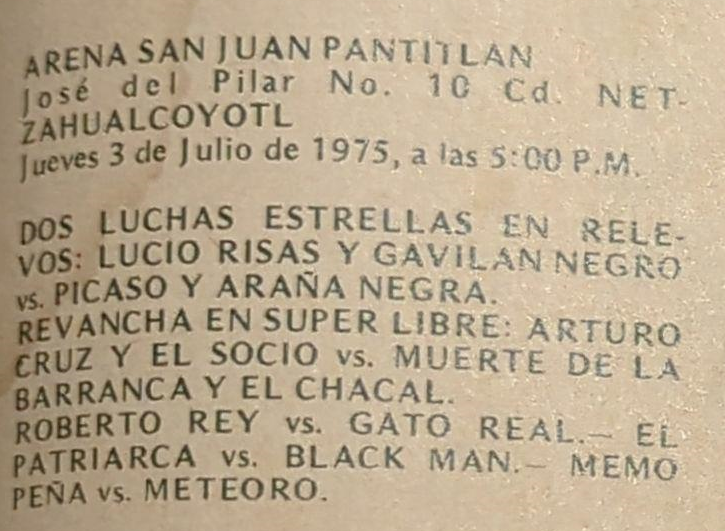 ARENA SAN JUAN PANTITLAN
José del Pilar No. 10 Cd. NET-
ZAHUALCOYOTL
Jueves 3 de Julio de 1975, a las 5:00 P.M.
DOS LUCHAS ESTRELLAS EN RELE-
VOS: LUCIO RISAS Y GAVILAN NEGRO
vs. PICASO Y ARAÑA NEGRA.
REVANCHA EN SUPER LIBRE: ARTURO
CRUZ Y EL SOCIO vs. MUERTE DE LA
BARRANCA Y EL CHACAL.
ROBERTO REY vs. GATO REAL.— EL
PATRIARCA vs. BLACK MAN.— MEMO
PEÑA vs. METEORO.